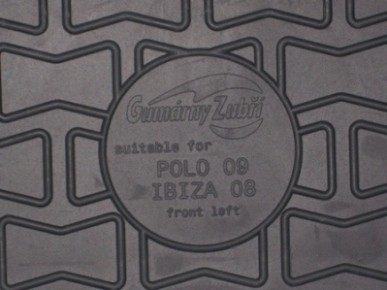 Gumárny Zubří
suitable for
POLO 09
IBIZA 08
front left